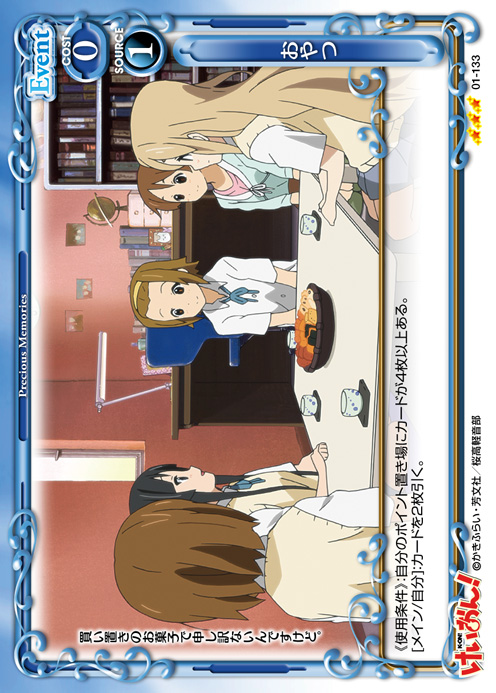 Event
COST
0
SOURCE
1
おやつ
Precious Memories
買い置きのお菓子で申し訳ないんですけど。
《使用条件》:自分のポイント置き場にカードが4枚以上ある。
[メイン/自分]:カードを2枚引く。
けいおん!
K-ON!
©かきふらい・芳文社/桜高軽音部
01-133